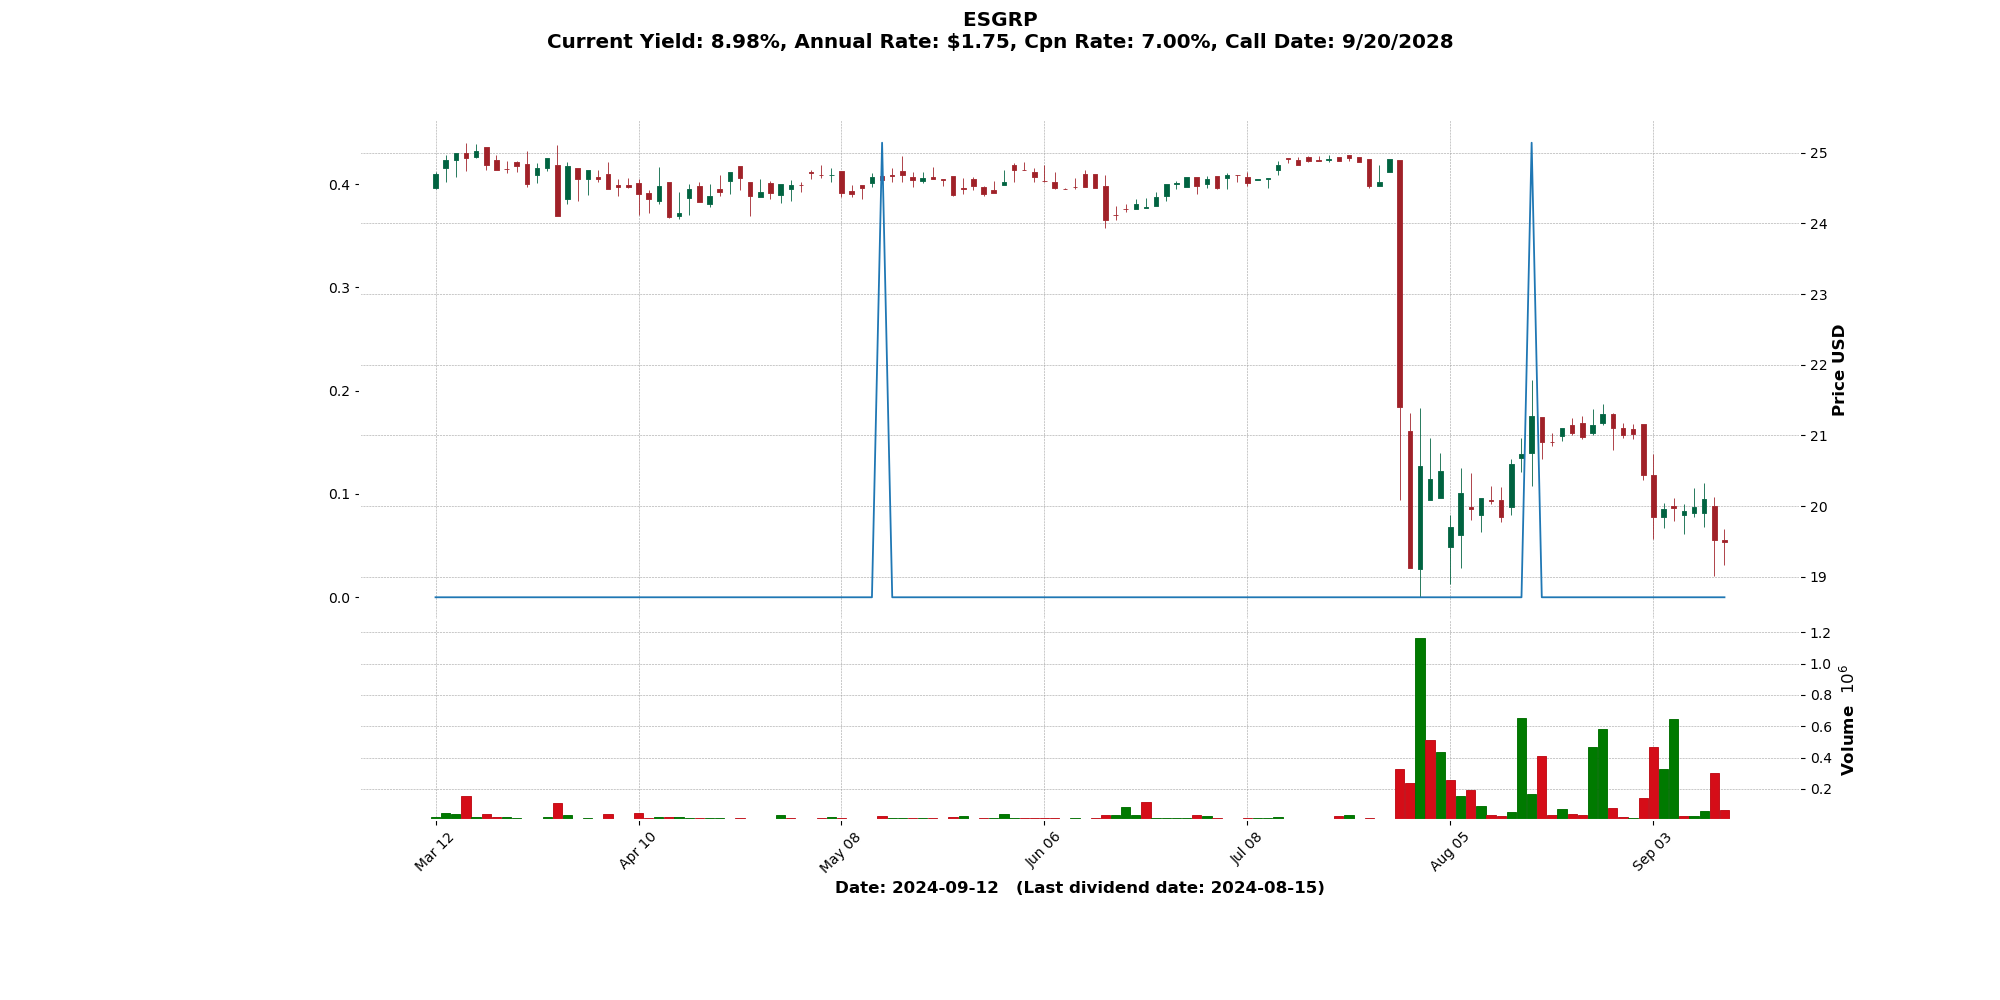 ESGRP
Current Yield: 8.98%, Annual Rate: $1.75, Cpn Rate: 7.00%, Call Date: 9/20/2028
0.4
0.3
0.2
0.1
0.0
25
24
23
22
21
20
19
Price USD
1.2
1.0
0.8
0.6
0.4
0.2
Volume 10^6
Mar 12
Apr 10
May 08
Jun 06
Jul 08
Aug 05
Sep 03
Date: 2024-09-12 (Last dividend date: 2024-08-15)